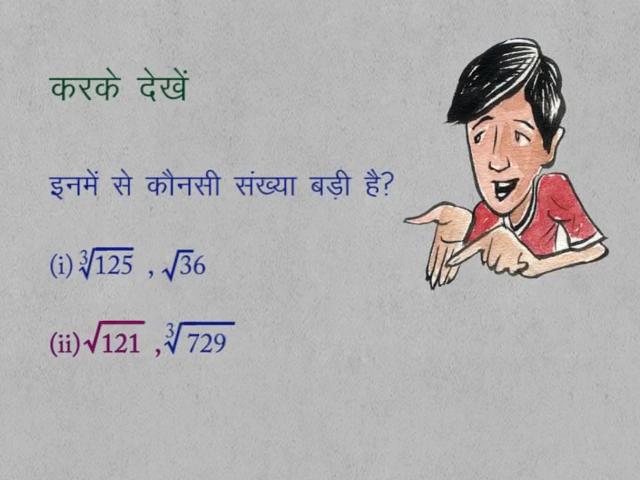 करके देखें
इनमें से कौनसी संख्या बड़ी है?
(i) ∛125 , √36
(ii) √121 , ∛729